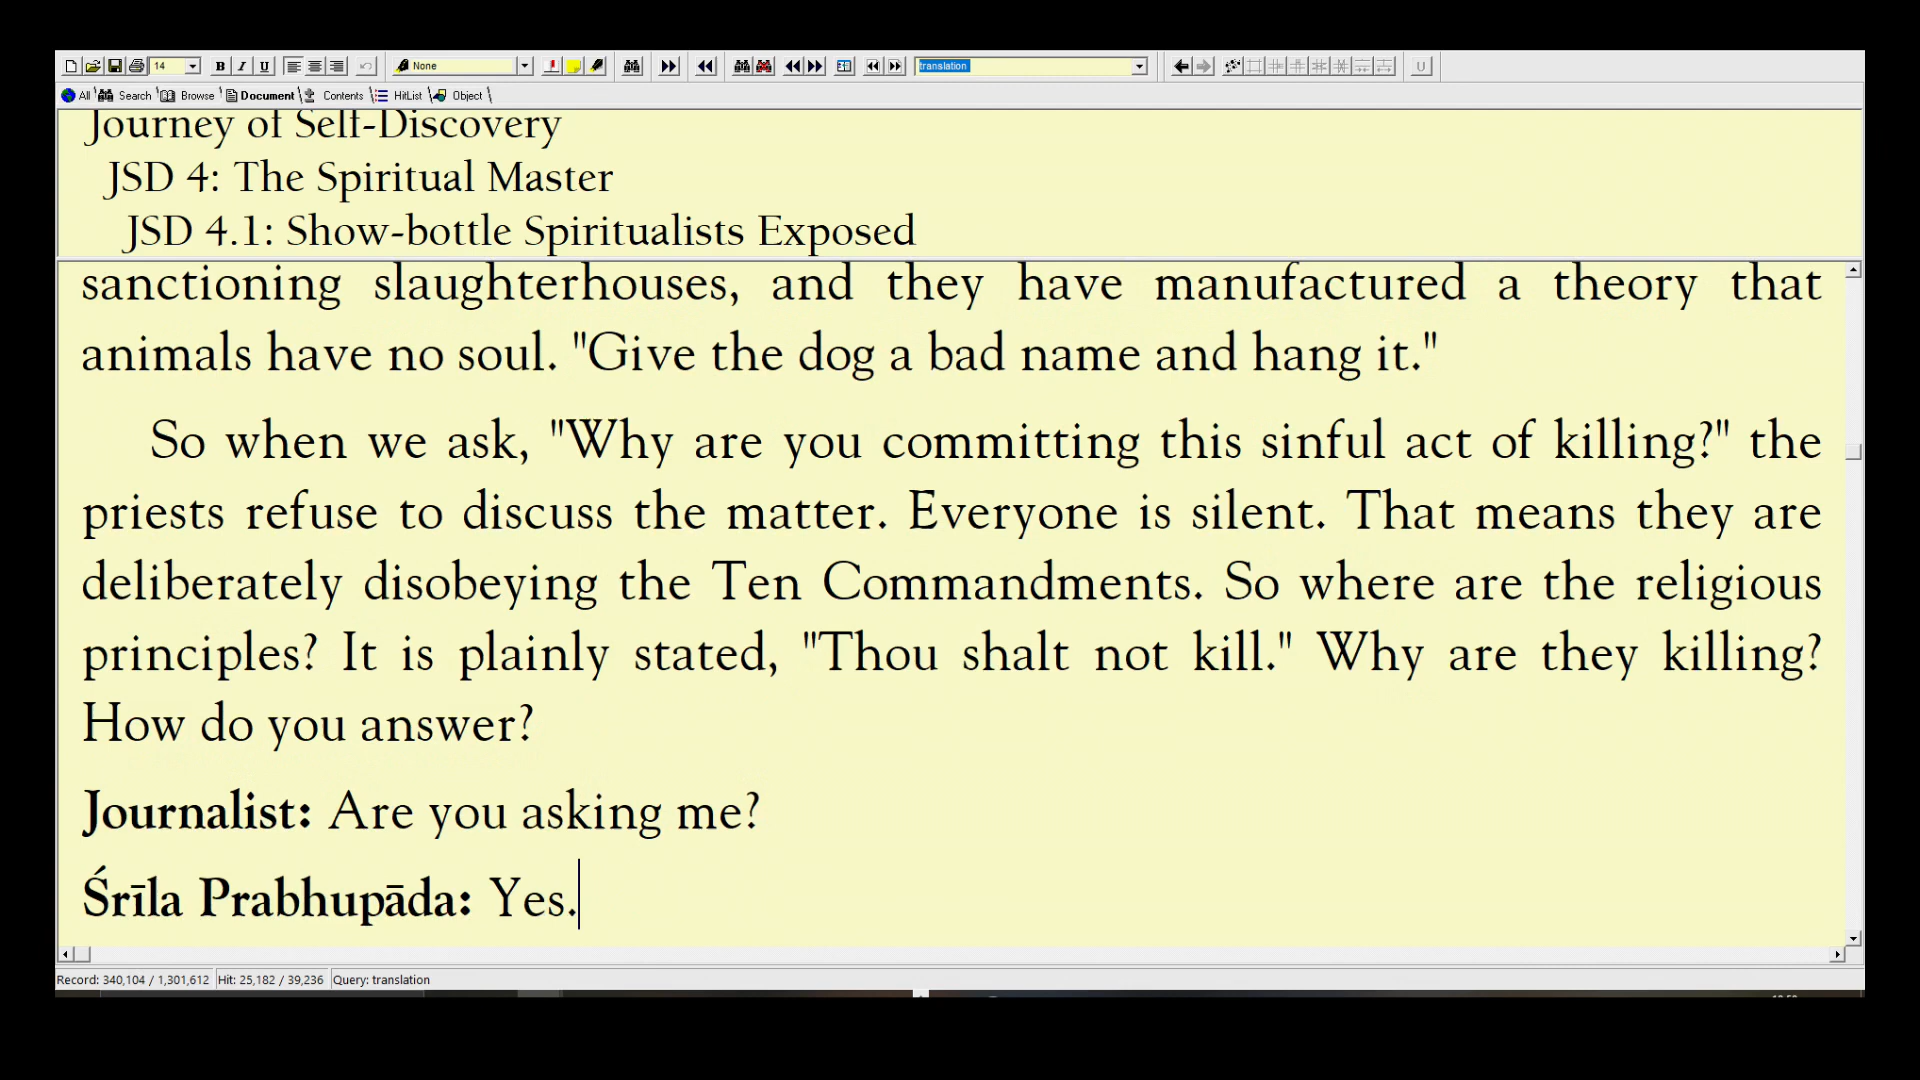 14 B I U None translation U
All Search Browse Document Contents HitList Object
Journey of Self-Discovery
JSD 4: The Spiritual Master
JSD 4.1: Show-bottle Spiritualists Exposed
sanctioning slaughterhouses, and they have manufactured a theory that
animals have no soul. "Give the dog a bad name and hang it."
So when we ask, "Why are you committing this sinful act of killing?" the
priests refuse to discuss the matter. Everyone is silent. That means they are
deliberately disobeying the Ten Commandments. So where are the religious
principles? It is plainly stated, "Thou shalt not kill." Why are they killing?
How do you answer?
Journalist: Are you asking me?
Śrīla Prabhupāda: Yes.
Record: 340,104 / 1,301,612 Hit: 25,182 / 39,236 Query: translation